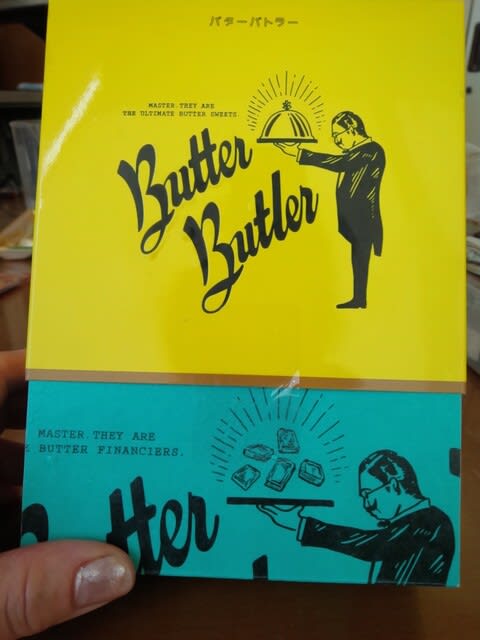 バターバトラー
MASTER. THEY ARE
THE ULTIMATE BUTTER SWEETS.
Butter
Butler
MASTER. THEY ARE
BUTTER FINANCIERS.
tter